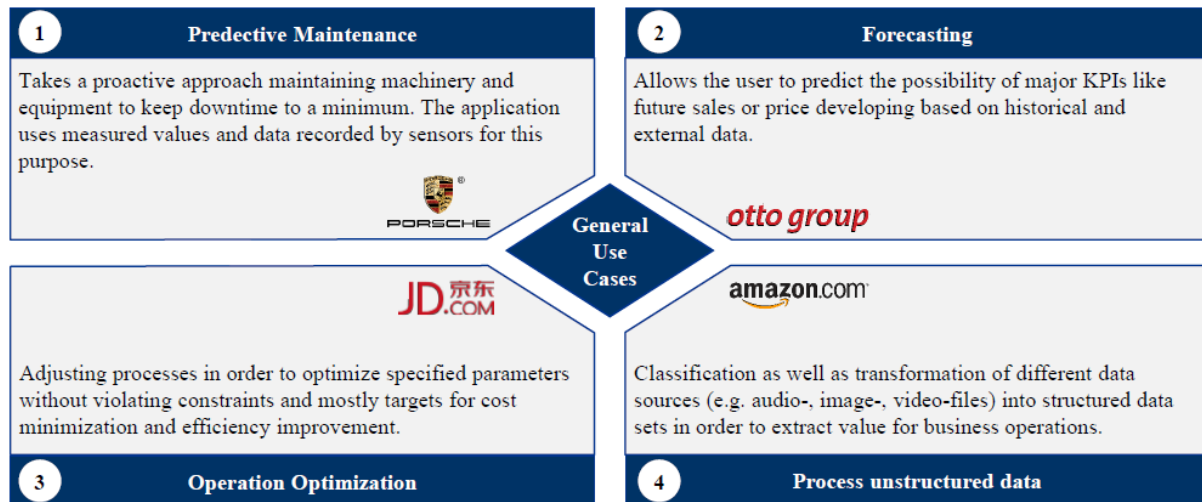 1
Predective Maintenance
Takes a proactive approach maintaining machinery and
equipment to keep downtime to a minimum. The application
uses measured values and data recorded by sensors for this
purpose.
®
PORSCHE
2
Forecasting
Allows the user to predict the possibility of major KPIs like
future sales or price developing based on historical and
external data.
otto group
General
Use
Cases
JD京东
.COM
Adjusting processes in order to optimize specified parameters
without violating constraints and mostly targets for cost
minimization and efficiency improvement.
3
Operation Optimization
amazon.com
Classification as well as transformation of different data
sources (e.g. audio-, image-, video-files) into structured data
sets in order to extract value for business operations.
4
Process unstructured data